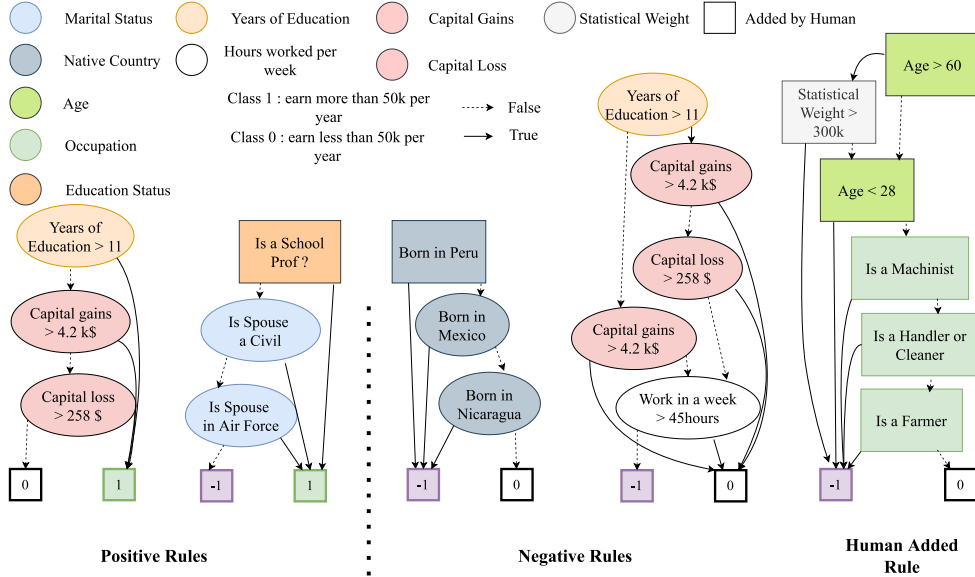 Marital Status
Years of Education
Capital Gains
Statistical Weight
Added by Human
Native Country
Hours worked per
week
Capital Loss
Age
Class 1 : earn more than 50k per
year
False
Class 0 : earn less than 50k per
year
True
Occupation
Education Status
Years of
Education > 11
Capital gains
> 4.2 k$
Capital loss
> 258 $
0
1
Is a School
Prof ?
Is Spouse
a Civil
Is Spouse
in Air Force
-1
1
Born in Peru
Born in
Mexico
Born in
Nicaragua
-1
0
Years of
Education > 11
Capital gains
> 4.2 k$
Capital loss
> 258 $
Capital gains
> 4.2 k$
Work in a week
> 45hours
-1
0
Age > 60
Statistical
Weight >
300k
Age < 28
Is a Machinist
Is a Handler or
Cleaner
Is a Farmer
-1
0
Positive Rules
Negative Rules
Human Added
Rule